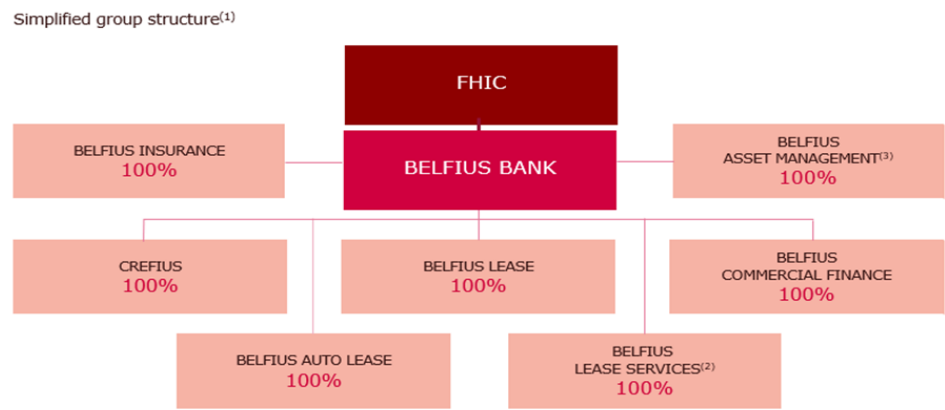 Simplified group structure(1)
FHIC
BELFIUS INSURANCE
100%
BELFIUS BANK
BELFIUS
ASSET MANAGEMENT(3)
100%
CREFIUS
100%
BELFIUS LEASE
100%
BELFIUS
COMMERCIAL FINANCE
100%
BELFIUS AUTO LEASE
100%
BELFIUS
LEASE SERVICES(2)
100%